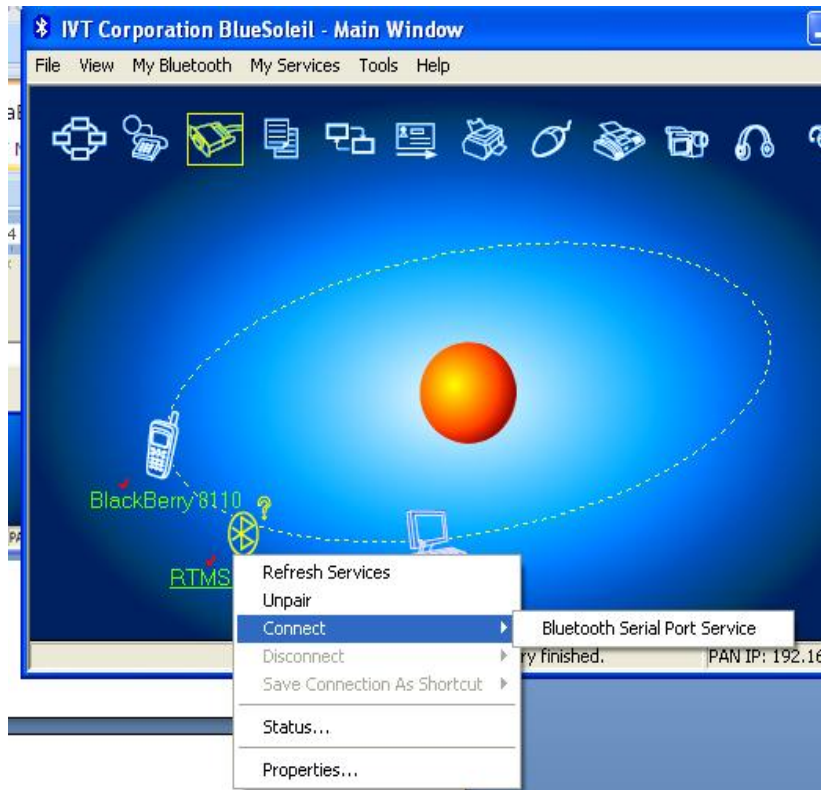 IVT Corporation BlueSoleil - Main Window
File View My Bluetooth My Services Tools Help
BlackBerry 8110
RTMS
Refresh Services
Unpair
Connect
Bluetooth Serial Port Service
Disconnect
ry finished.
PAN IP: 192.16
Save Connection As Shortcut
Status...
Properties...